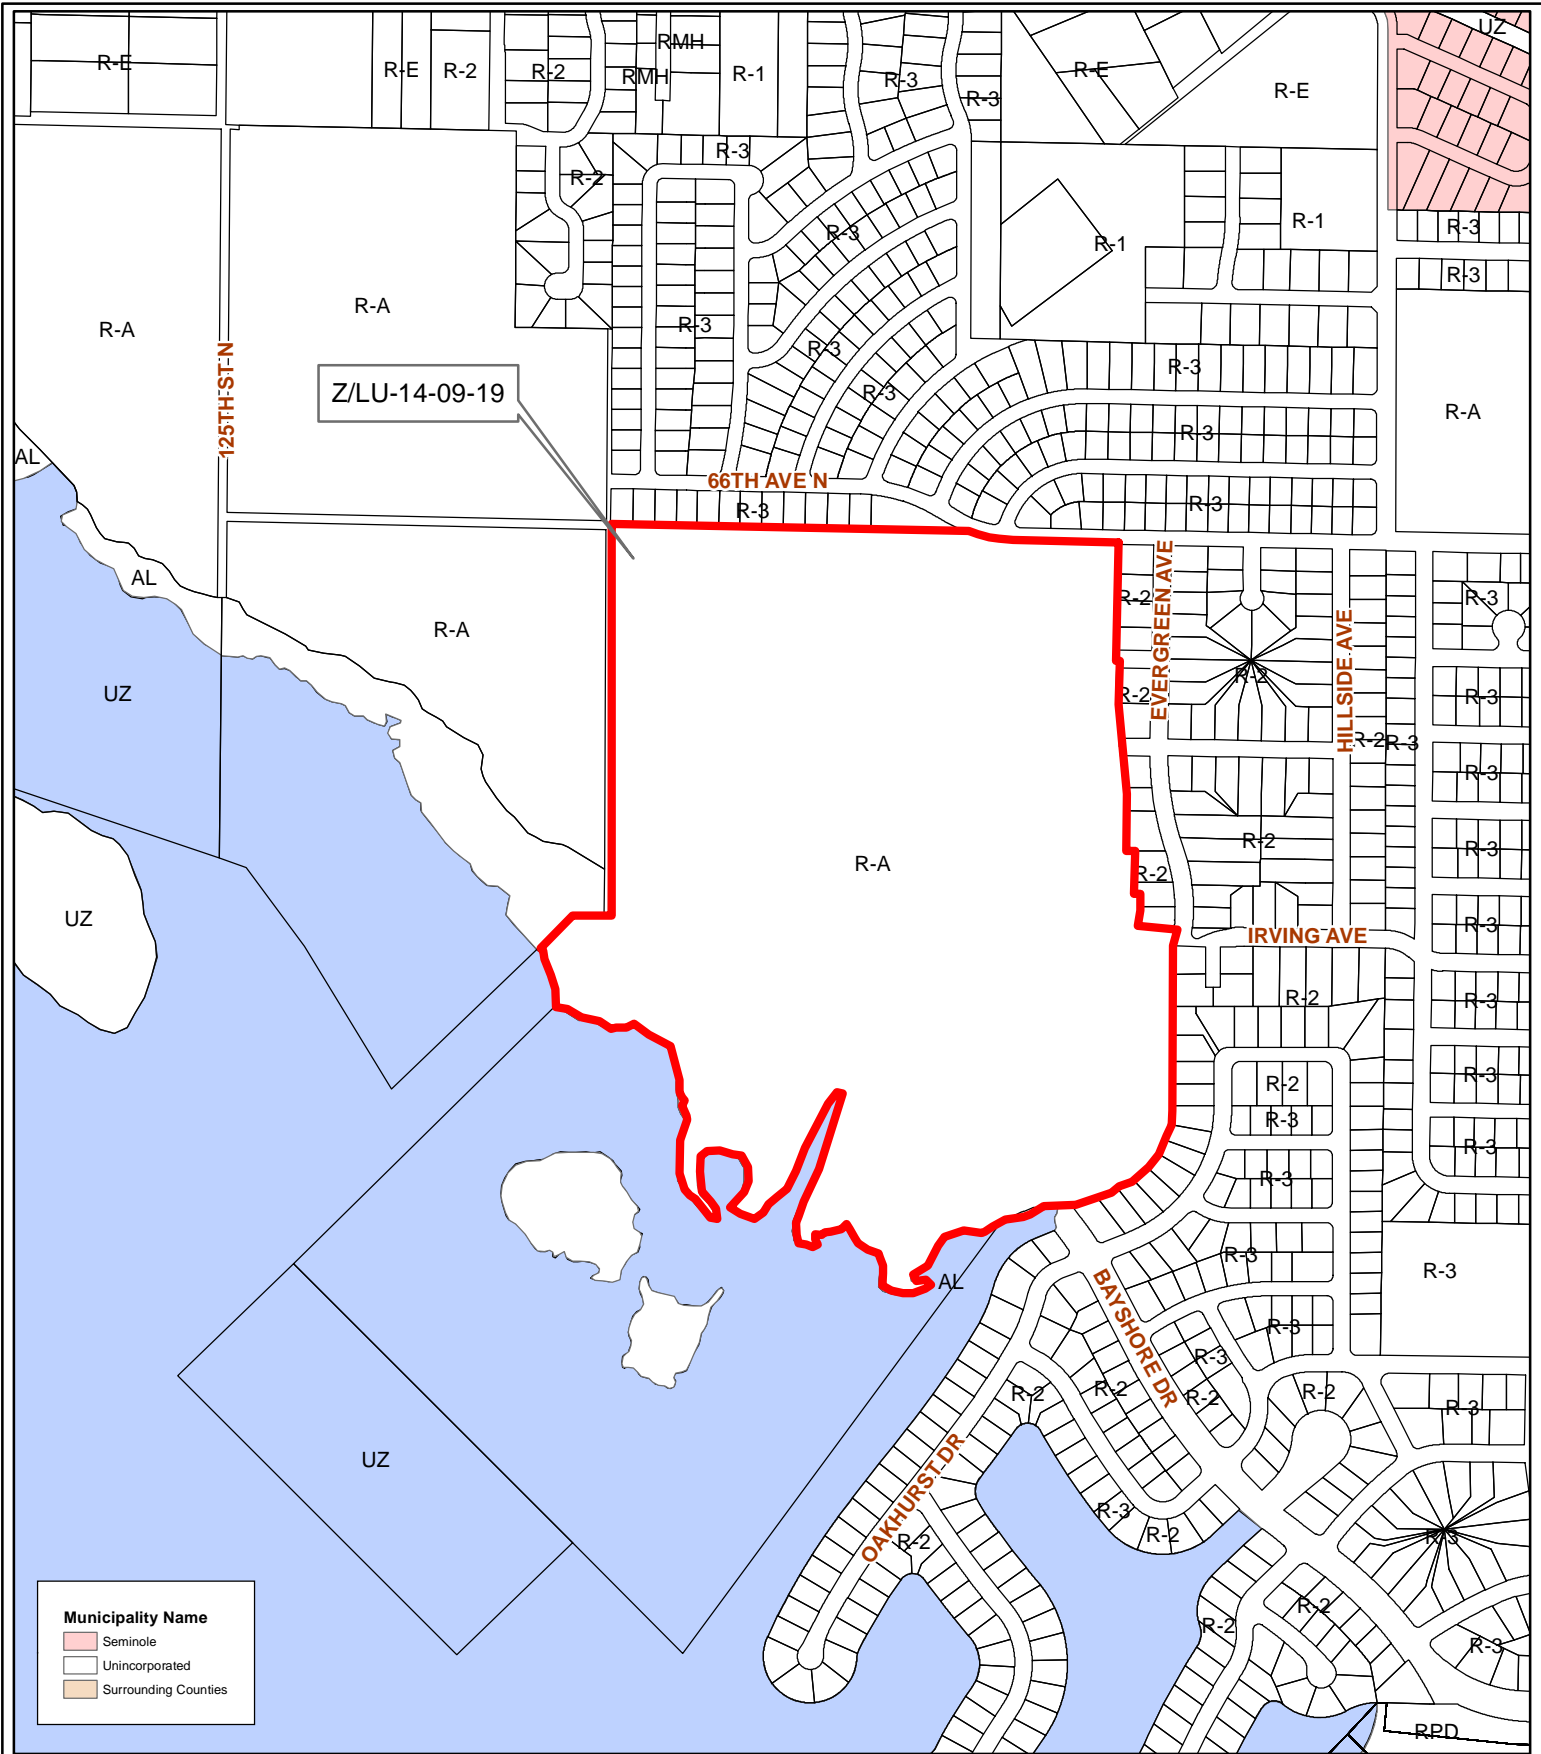 R-E
R-E
R-2
R-2
RMH
RMH
R-1
R-3
R-3
R-E
R-E
UZ
R-3
R-2
R-3
R-1
R-1
R-3
R-3
R-A
R-A
R-3
R-3
R-3
R-3
R-A
125TH ST N
Z/LU-14-09-19
R-3
AL
66TH AVE N
R-3
R-3
AL
R-A
R-2
EVERGREEN AVE
R-3
HILLSIDE AVE
R-2
R-2
R-3
UZ
R-2
R-3
R-3
R-A
R-2
R-3
R-2
UZ
IRVING AVE
R-3
R-2
R-3
R-2
R-3
R-3
R-3
R-3
R-3
R-3
AL
BAYSHORE DR
R-3
R-3
R-2
R-2
R-2
R-2
R-3
UZ
OAKHURST DR
R-3
R-2
R-2
R-3
R-2
R-2
R-3
RPD
Municipality Name
Seminole
Unincorporated
Surrounding Counties